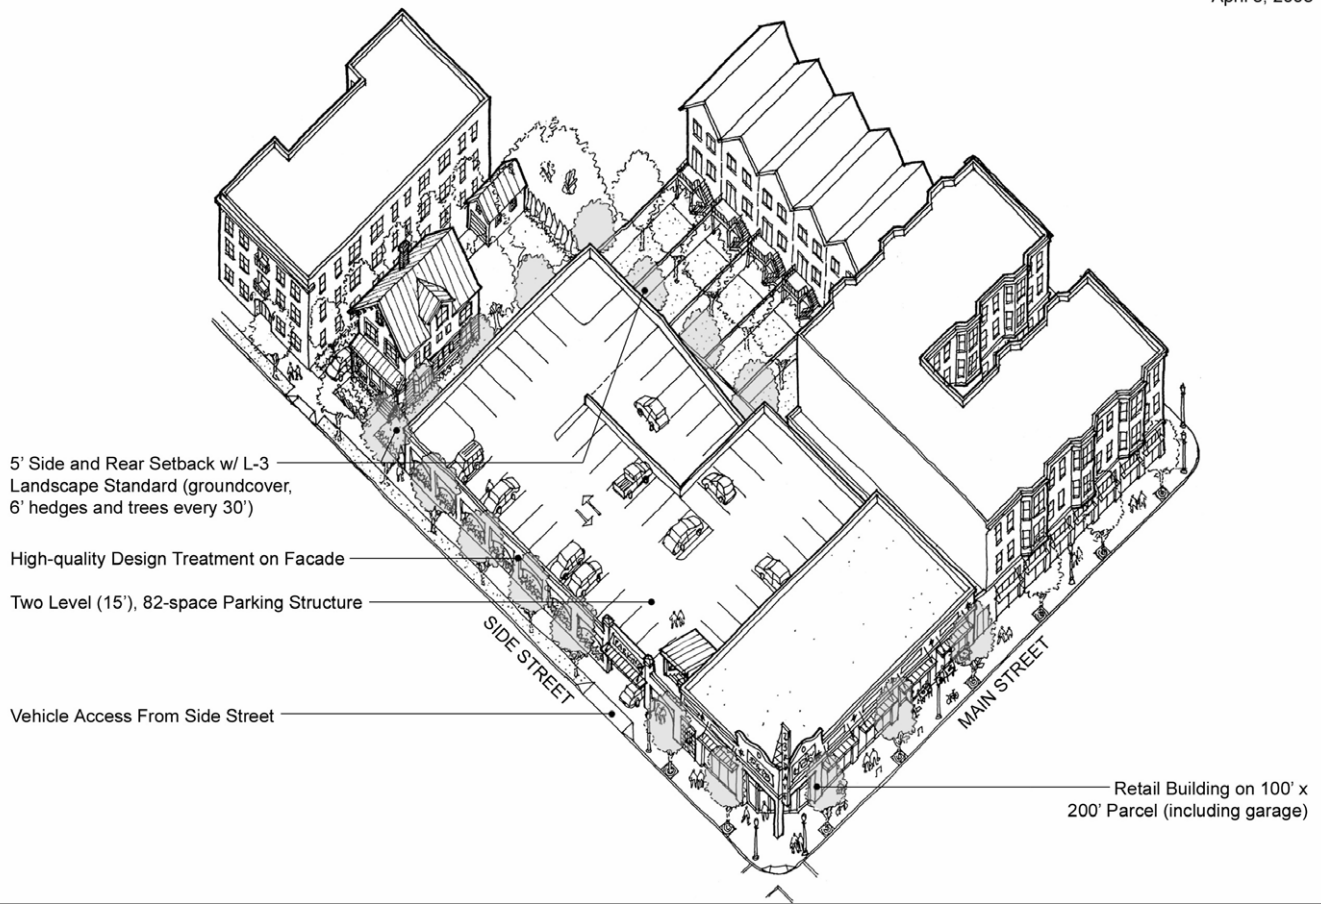 5' Side and Rear Setback w/ L-3
Landscape Standard (groundcover,
6' hedges and trees every 30')
High-quality Design Treatment on Facade
Two Level (15'), 82-space Parking Structure
Vehicle Access From Side Street
SIDE STREET
MAIN STREET
Retail Building on 100' x
200' Parcel (including garage)